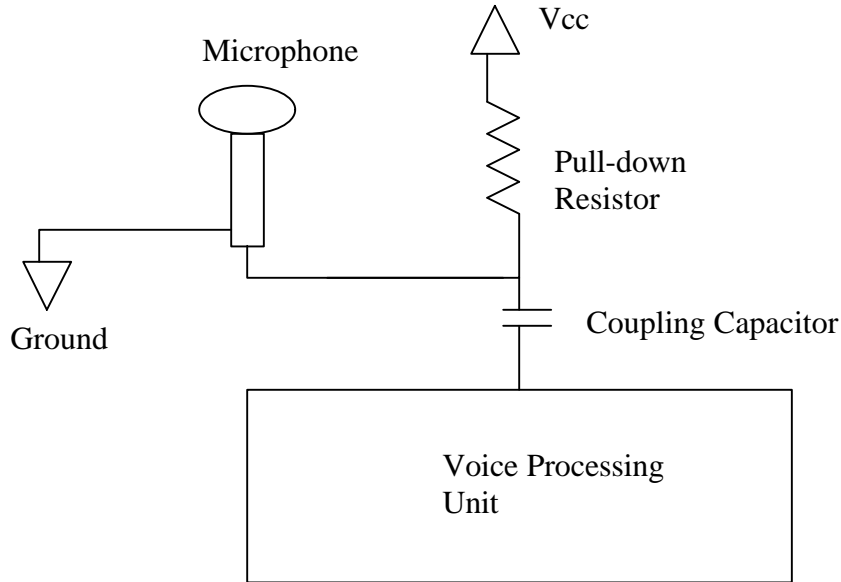 Vcc
Microphone
Pull-down
Resistor
Ground
Coupling Capacitor
Voice Processing
Unit